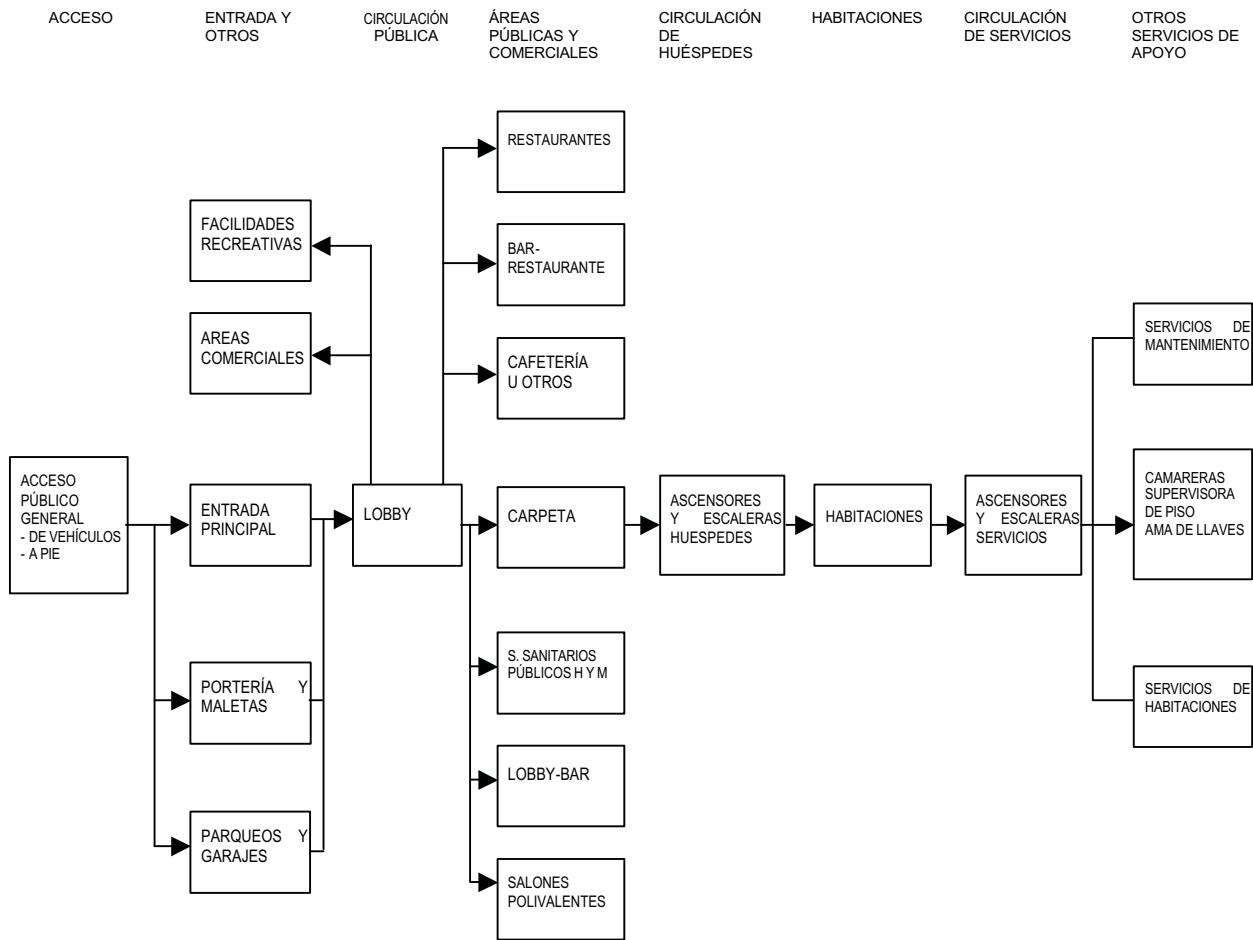 ACCESO
ENTRADA Y
OTROS
CIRCULACIÓN
PÚBLICA
ÁREAS
PÚBLICAS Y
COMERCIALES
CIRCULACIÓN
DE
HUÉSPEDES
HABITACIONES
CIRCULACIÓN
DE SERVICIOS
OTROS
SERVICIOS DE
APOYO
RESTAURANTES
FACILIDADES
RECREATIVAS
BAR-
RESTAURANTE
AREAS
COMERCIALES
CAFETERÍA
U OTROS
SERVICIOS DE
MANTENIMIENTO
ACCESO
PÚBLICO
GENERAL
- DE VEHÍCULOS
- A PIE
ENTRADA
PRINCIPAL
LOBBY
CARPETA
ASCENSORES
Y ESCALERAS
HUESPEDES
HABITACIONES
ASCENSORES
Y ESCALERAS
SERVICIOS
CAMARERAS
SUPERVISORA
DE PISO
AMA DE LLAVES
PORTERÍA Y
MALETAS
S. SANITARIOS
PÚBLICOS H Y M
SERVICIOS DE
HABITACIONES
LOBBY-BAR
PARQUEOS Y
GARAJES
SALONES
POLIVALENTES